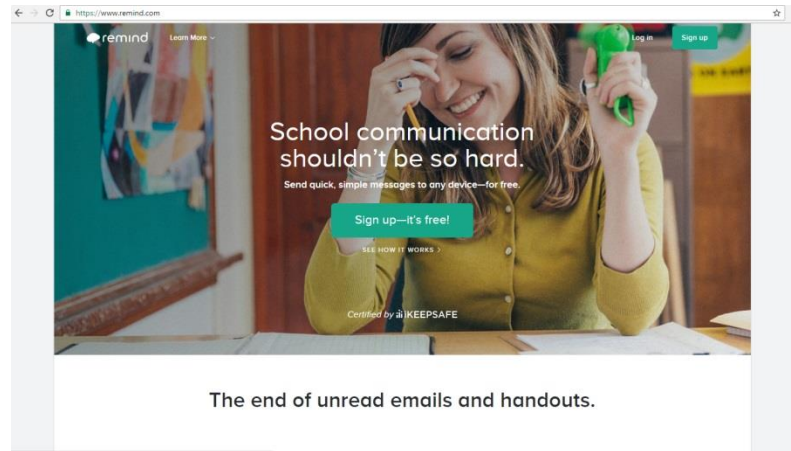 https://www.remind.com
remind Learn More Log in Sign up
School communication
shouldn't be so hard.
Send quick, simple messages to any device—for free.
Sign up—it's free!
SEE HOW IT WORKS >
Certified by iKEEPSAFE
The end of unread emails and handouts.